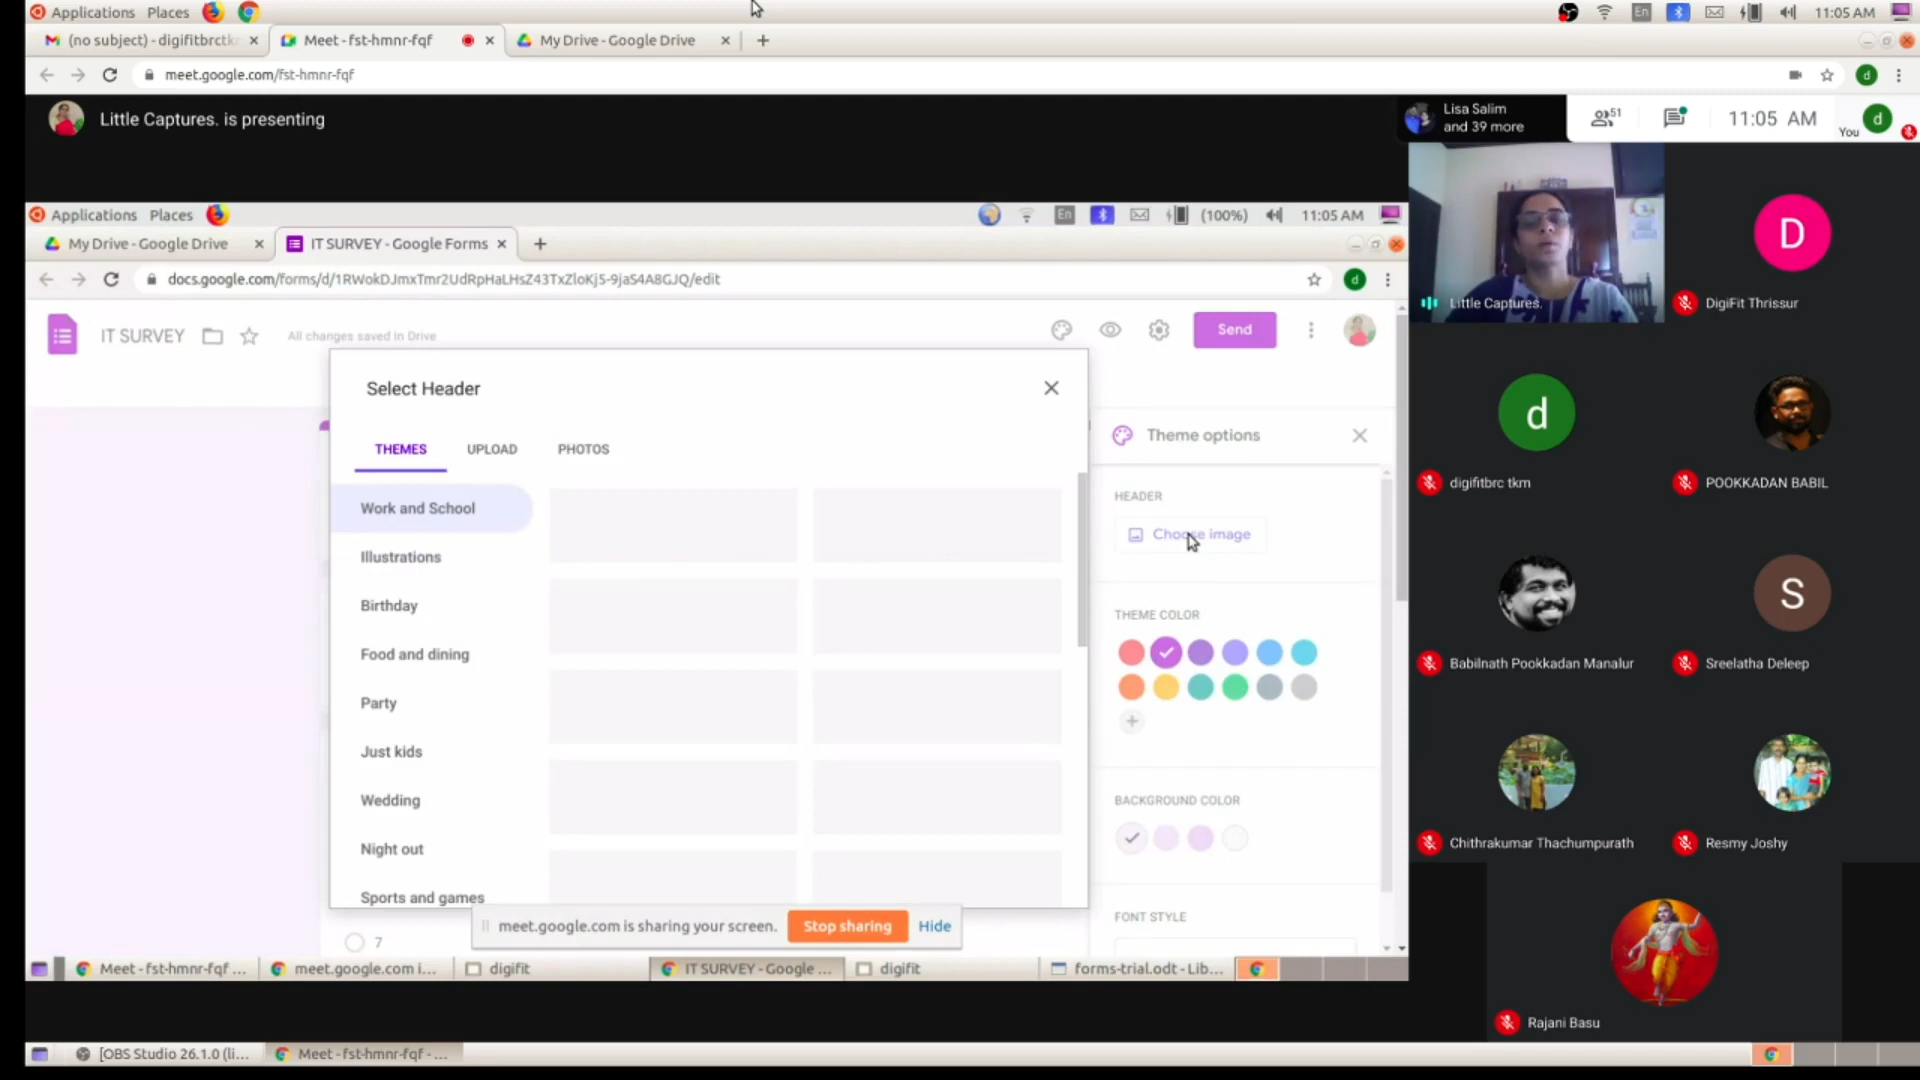 Applications Places
En
11:05 AM
(no subject) - digifitbrctk
Meet - fst-hmnr-fqf
My Drive - Google Drive
meet.google.com/fst-hmnr-fqf
d
Little Captures. is presenting
Lisa Salim
and 39 more
51
11:05 AM
You
d
Applications Places
En
(100%)
11:05 AM
My Drive - Google Drive
IT SURVEY - Google Forms
docs.google.com/forms/d/1RWokDJmxTmr2UdRpHaLHsZ43TxZloKj5-9jaS4A8GJQ/edit
d
IT SURVEY
All changes saved in Drive
Send
Select Header
THEMES
UPLOAD
PHOTOS
Work and School
Illustrations
Birthday
Food and dining
Party
Just kids
Wedding
Night out
Sports and games
Theme options
HEADER
Choose image
THEME COLOR
BACKGROUND COLOR
FONT STYLE
7
meet.google.com is sharing your screen.
Stop sharing
Hide
Meet - fst-hmnr-fqf ...
meet.google.com i...
digifit
IT SURVEY - Google ...
digifit
forms-trial.odt - Lib...
Little Captures.
D
DigiFit Thrissur
d
digifitbrc tkm
POOKKADAN BABIL
Babilnath Pookkadan Manalur
S
Sreelatha Deleep
Chithrakumar Thachumpurath
Resmy Joshy
Rajani Basu
[OBS Studio 26.1.0 (li...
Meet - fst-hmnr-fqf - ...